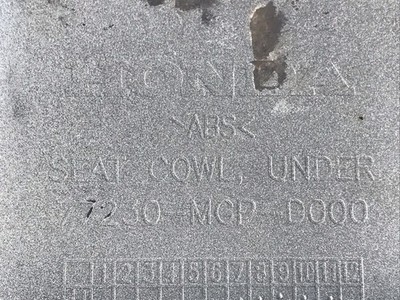 HONDA
>ABS<
SEAT COWL, UNDER
77230 MCP D000
1 2 3 4 5 6 7 8 9 10 11 12